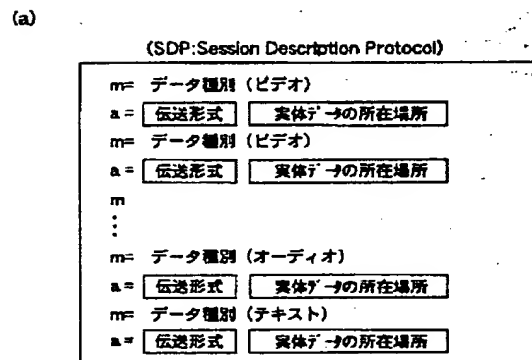 (a)
(SDP:Session Description Protocol)
m= データ種別 (ビデオ)
a = 伝送形式 実体データの所在場所
m= データ種別 (ビデオ)
a = 伝送形式 実体データの所在場所
m
⋮
m= データ種別 (オーディオ)
a = 伝送形式 実体データの所在場所
m= データ種別 (テキスト)
a = 伝送形式 実体データの所在場所